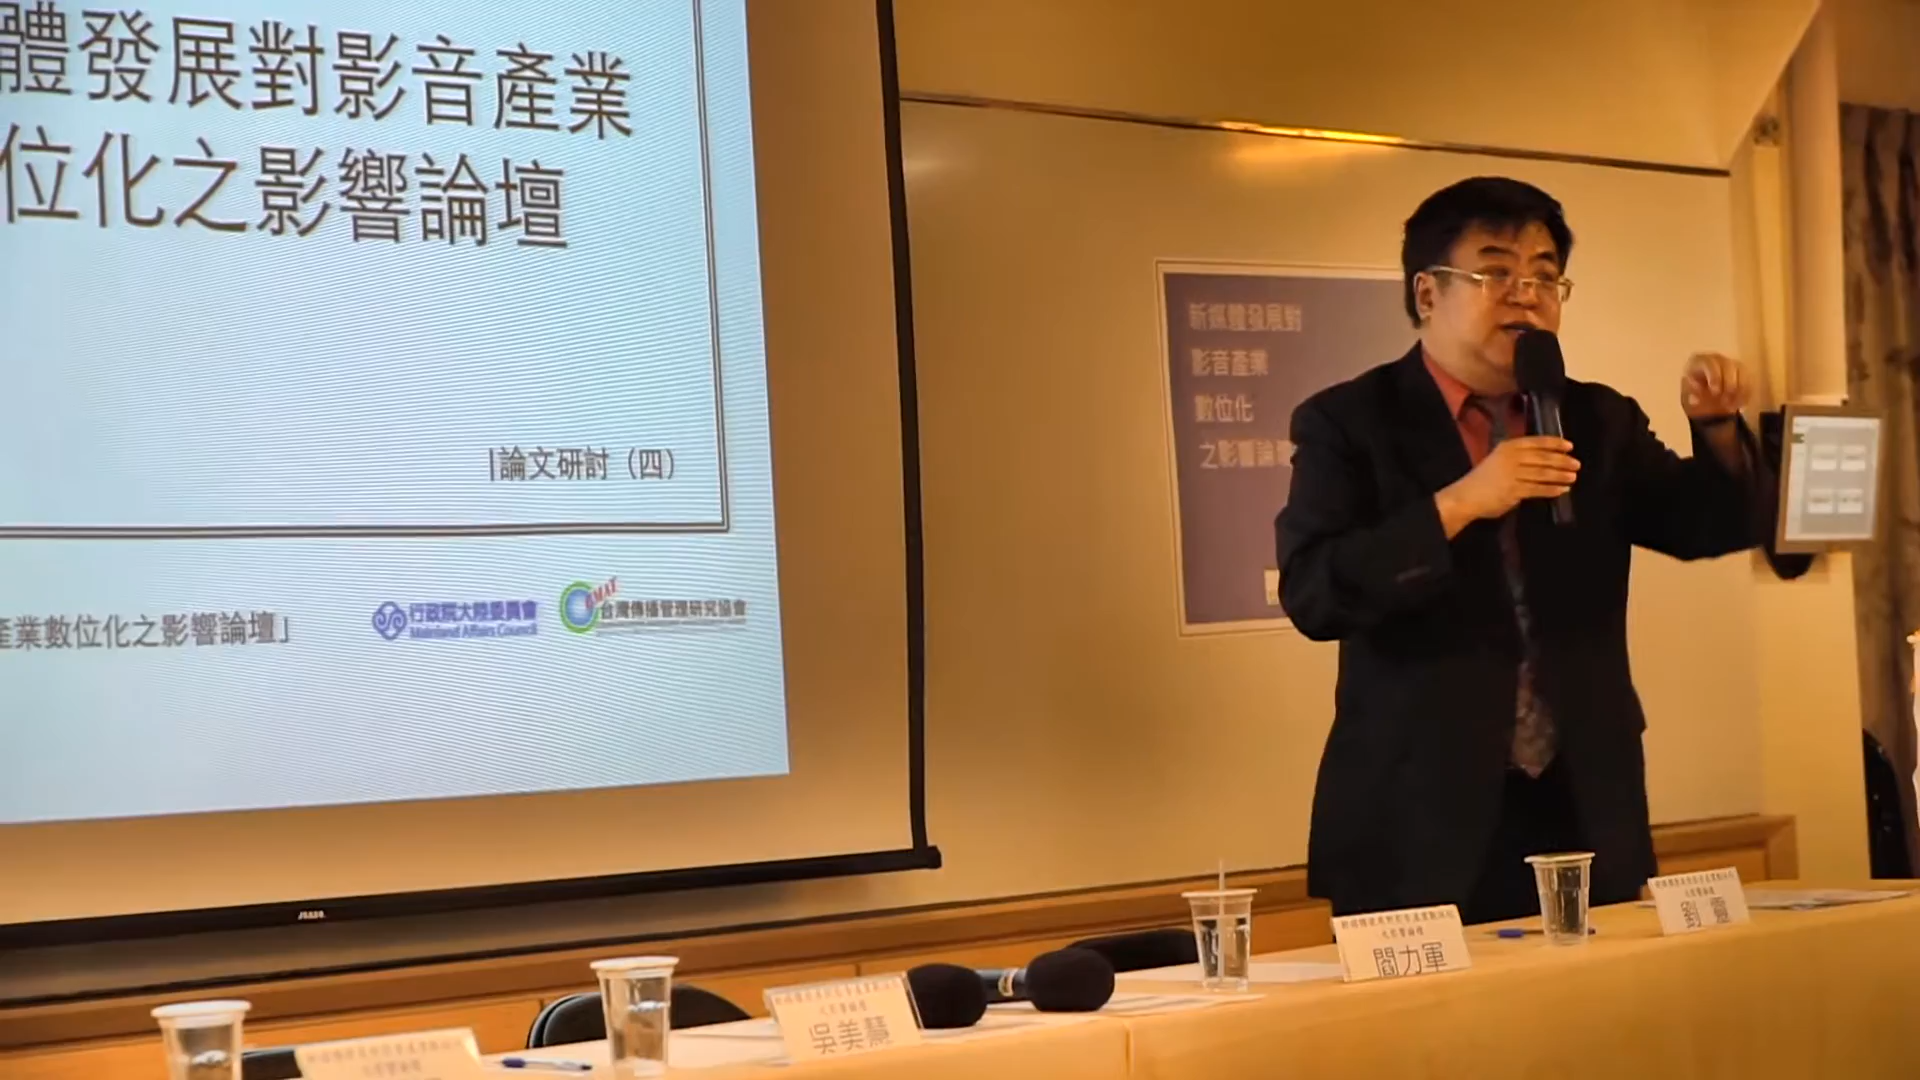 體發展對影音產業
位化之影響論壇
論文研討（四）
產業數位化之影響論壇」
行政院大陸委員會
Mainland Affairs Council
台灣傳播管理研究協會
新媒體發展對
影音產業
數位化
之影響論壇
閻力軍
吳美慧